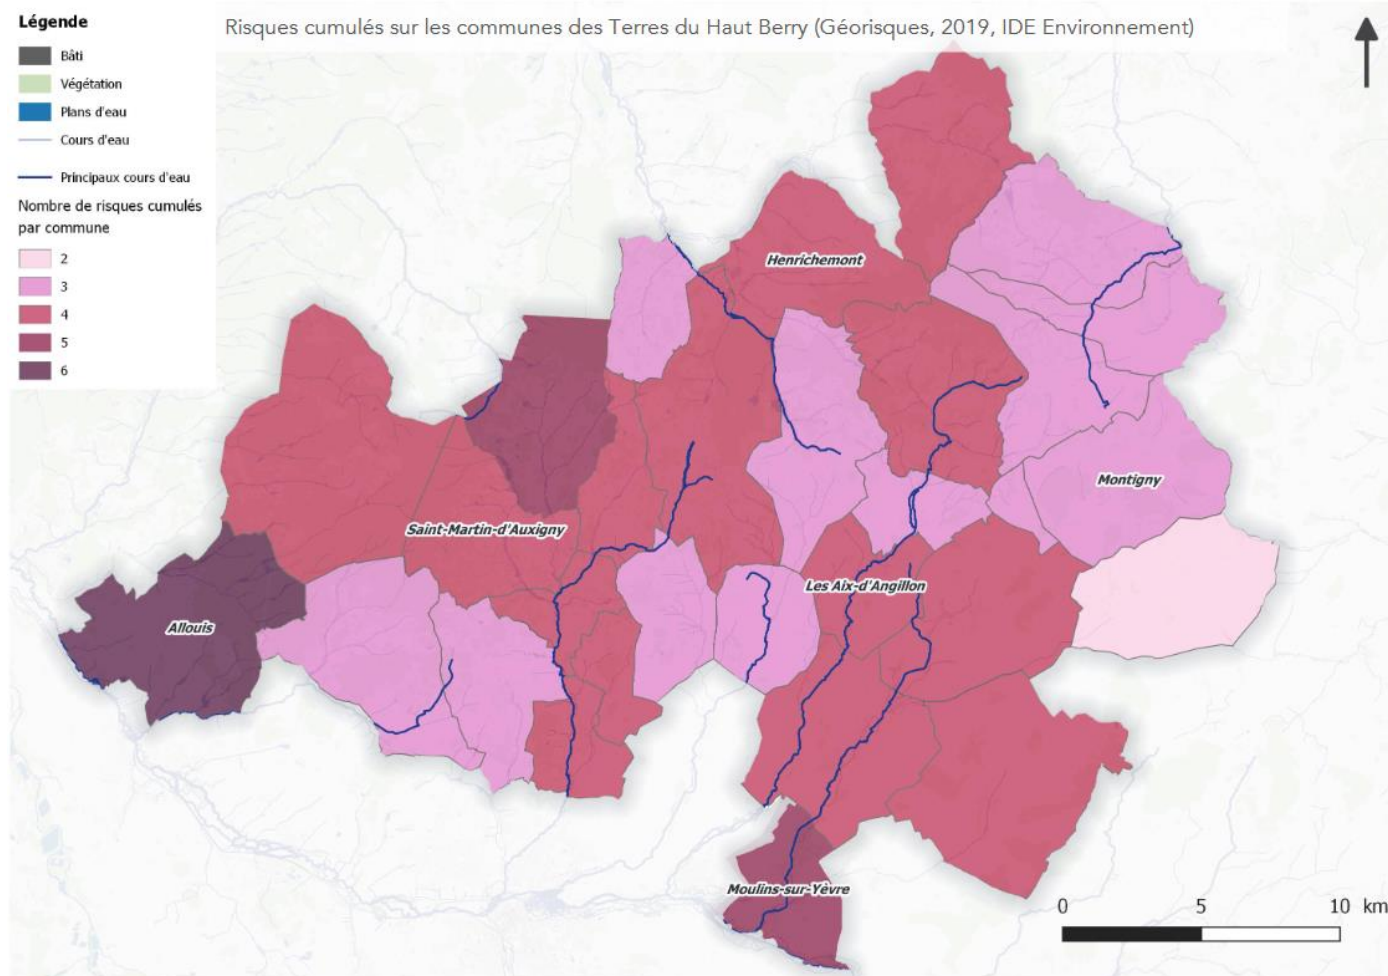 Légende
Risques cumulés sur les communes des Terres du Haut Berry (Géorisques, 2019, IDE Environnement)
Bâti
Végétation
Plans d'eau
Cours d'eau
Principaux cours d'eau
Nombre de risques cumulés
par commune
2
3
4
5
6
Henrichemont
Montigny
Saint-Martin-d'Auxigny
Les Aix-d'Angillon
Allouis
Moulins-sur-Yèvre
0 5 10 km